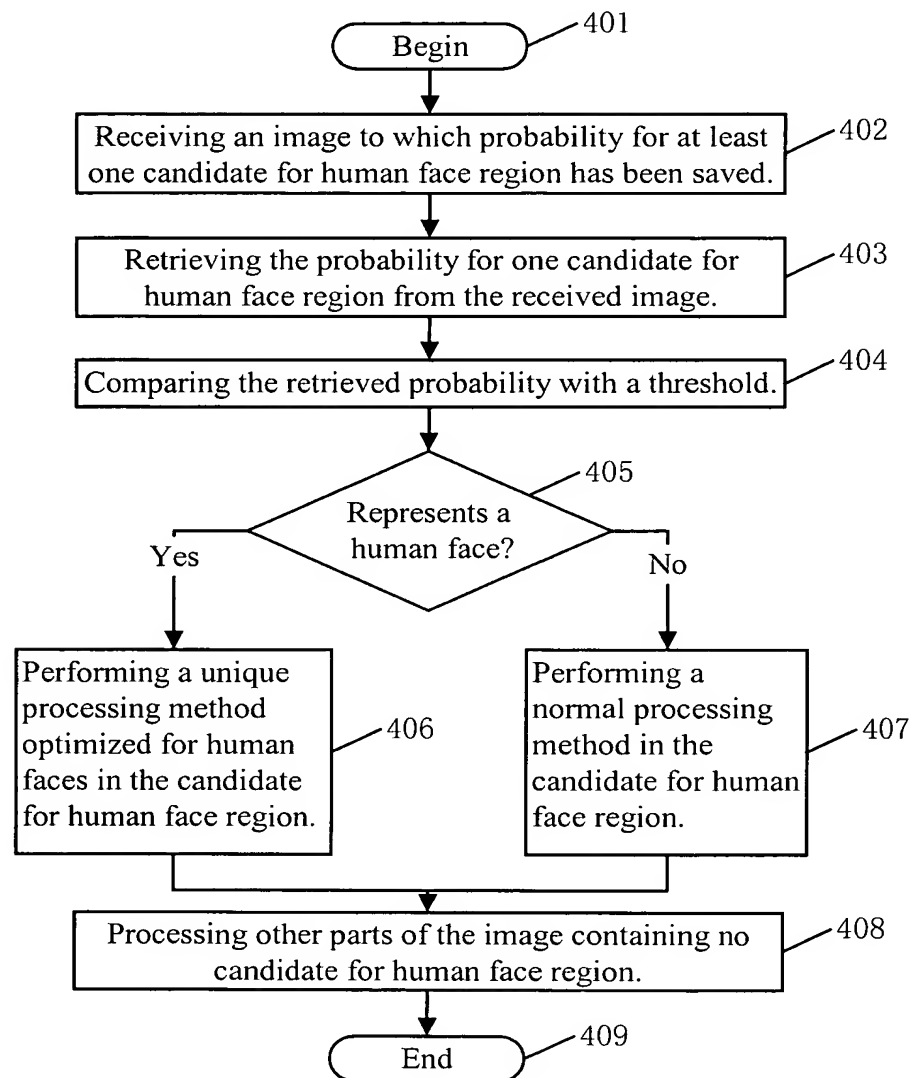 Begin
401
Receiving an image to which probability for at least
one candidate for human face region has been saved.
402
Retrieving the probability for one candidate for
human face region from the received image.
403
Comparing the retrieved probability with a threshold.
404
Represents a
human face?
405
Yes
No
Performing a unique
processing method
optimized for human
faces in the candidate
for human face region.
406
Performing a
normal processing
method in the
candidate for human
face region.
407
Processing other parts of the image containing no
candidate for human face region.
408
End
409